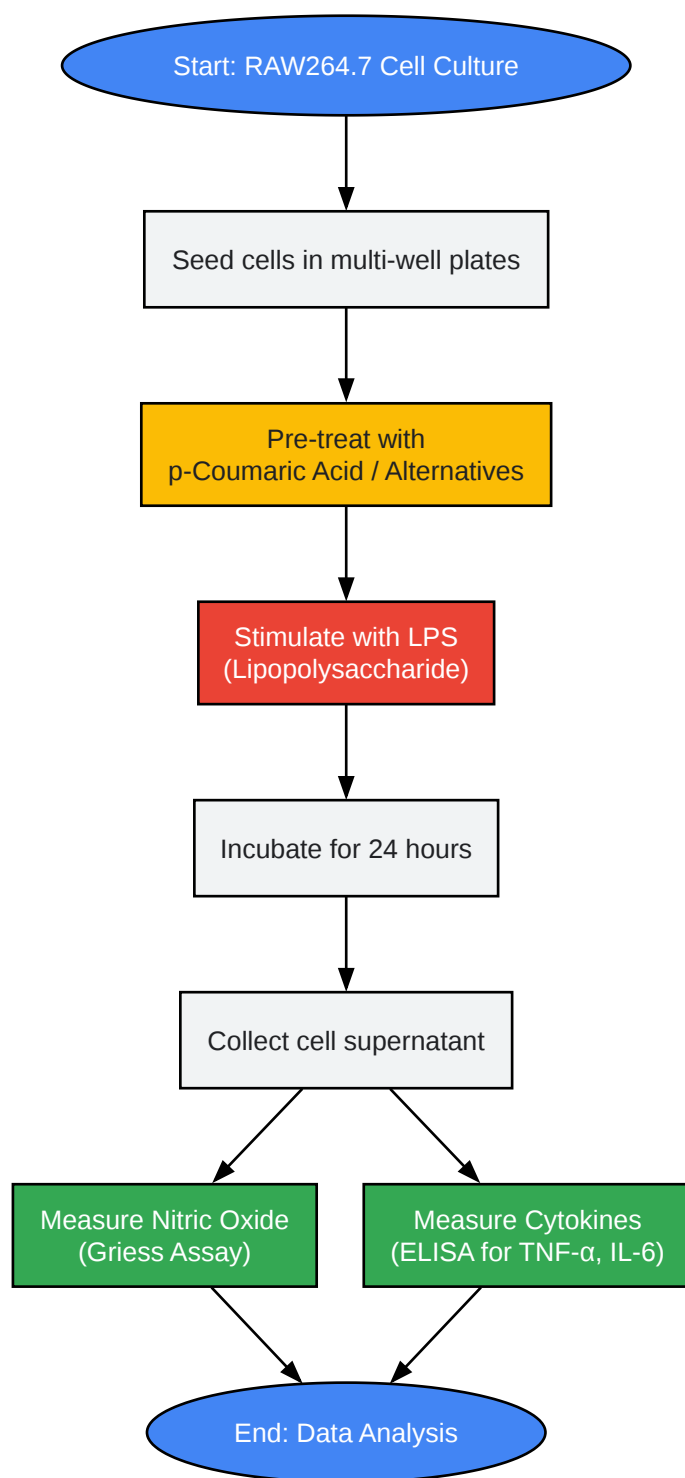 Start: RAW264.7 Cell Culture
Seed cells in multi-well plates
Pre-treat with
p-Coumaric Acid / Alternatives
Stimulate with LPS
(Lipopolysaccharide)
Incubate for 24 hours
Collect cell supernatant
Measure Nitric Oxide
(Griess Assay)
Measure Cytokines
(ELISA for TNF-α, IL-6)
End: Data Analysis